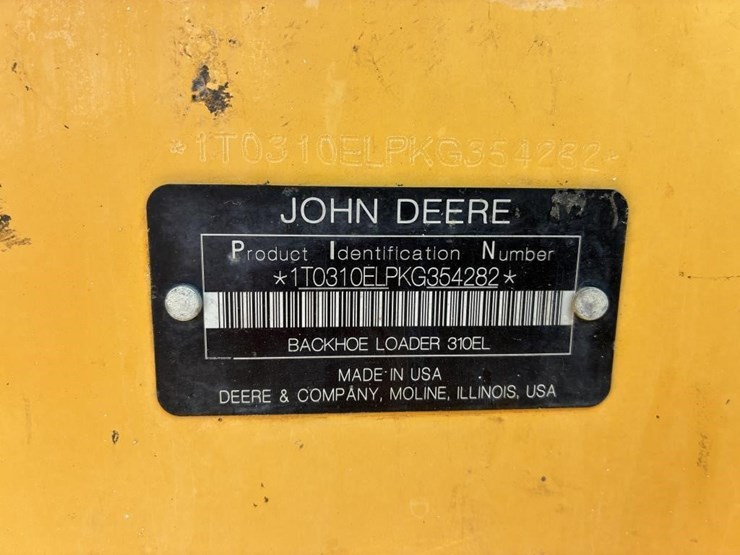 *1T0310ELPKG354282*
JOHN DEERE
Product Identification Number
*1T0310ELPKG354282*
BACKHOE LOADER 310EL
MADE IN USA
DEERE & COMPANY, MOLINE, ILLINOIS, USA